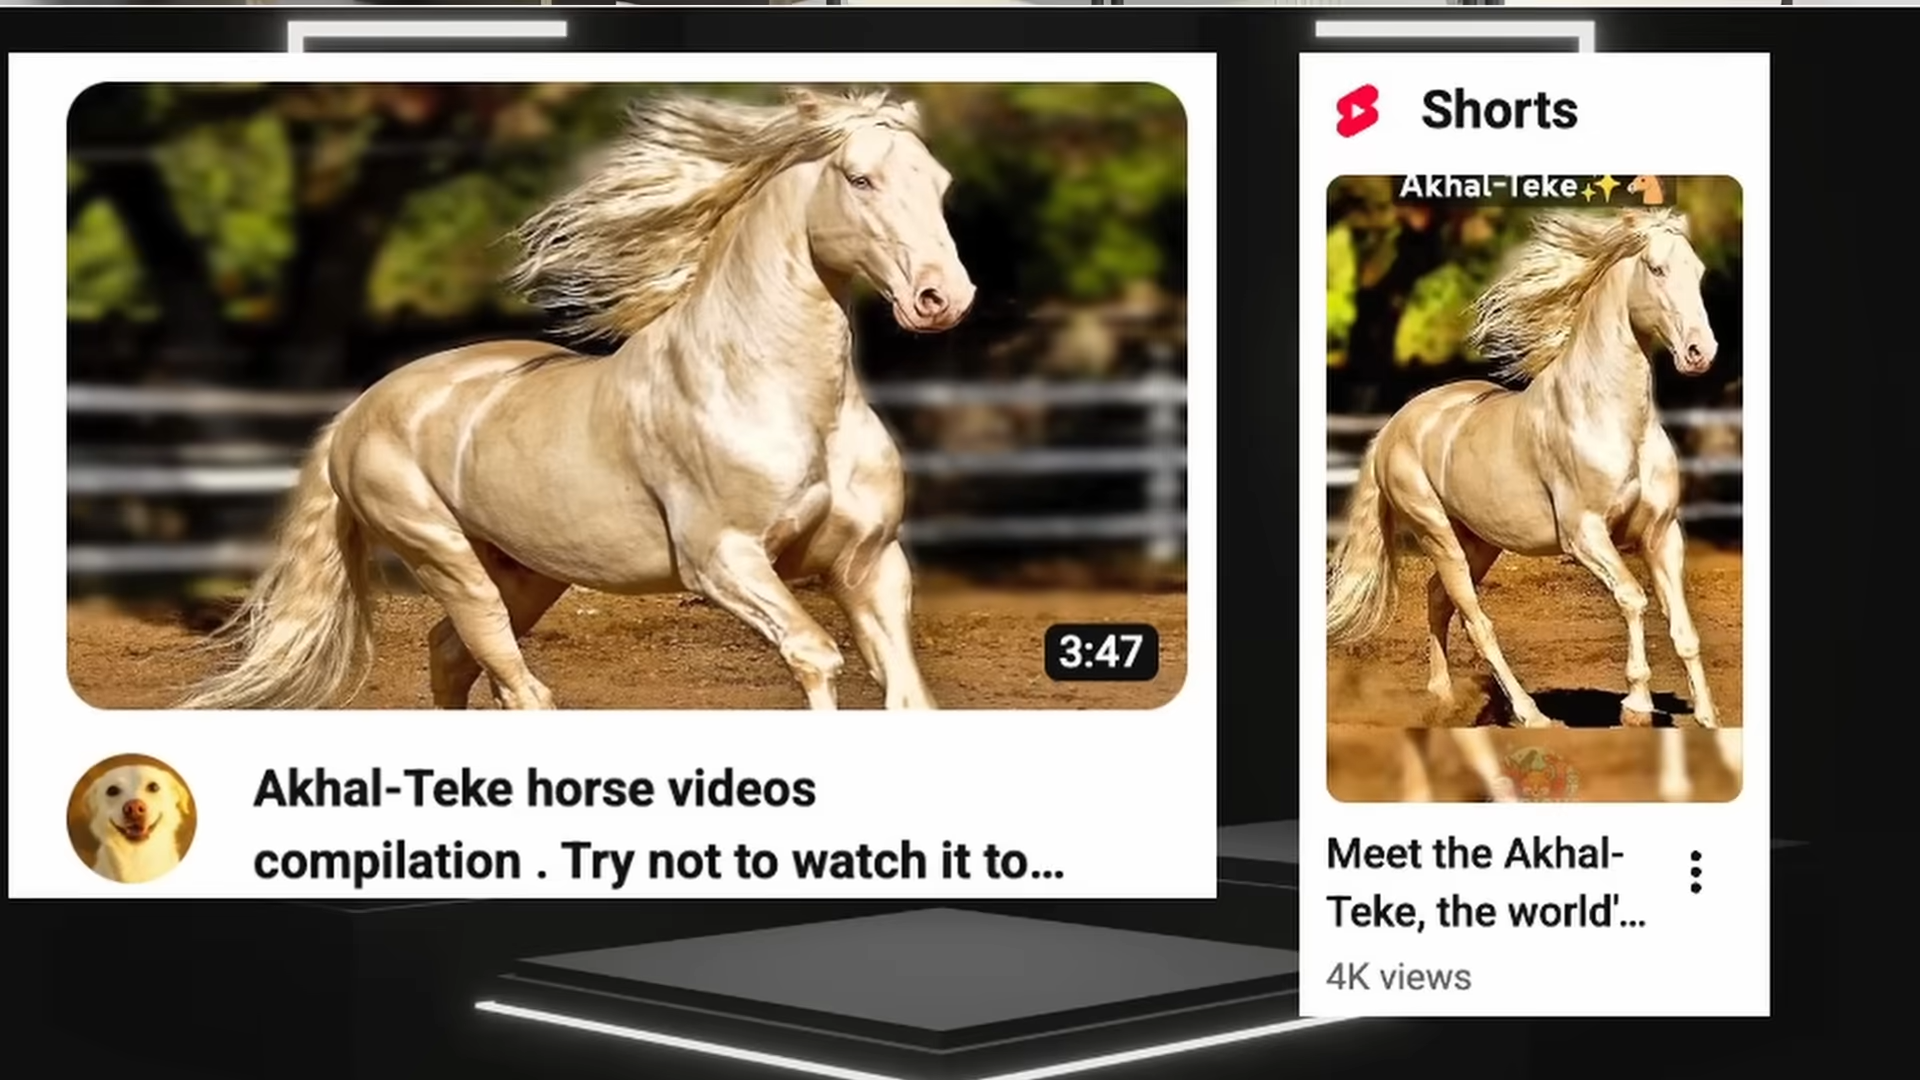 3:47
Akhal-Teke horse videos
compilation . Try not to watch it to...
Shorts
Akhal-Teke✨🐴
Meet the Akhal-
Teke, the world'...
4K views